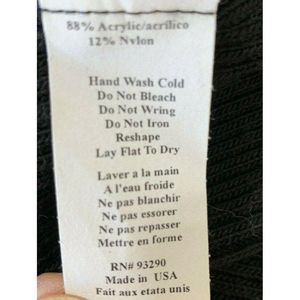 88% Acrylic/acrilico
12% Nylon
Hand Wash Cold
Do Not Bleach
Do Not Wring
Do Not Iron
Reshape
Lay Flat To Dry
Laver a la main
A l'eau froide
Ne pas blanchir
Ne pas essorer
Ne pas repasser
Mettre en forme
RN# 93290
Made in USA
Fait aux etata unis